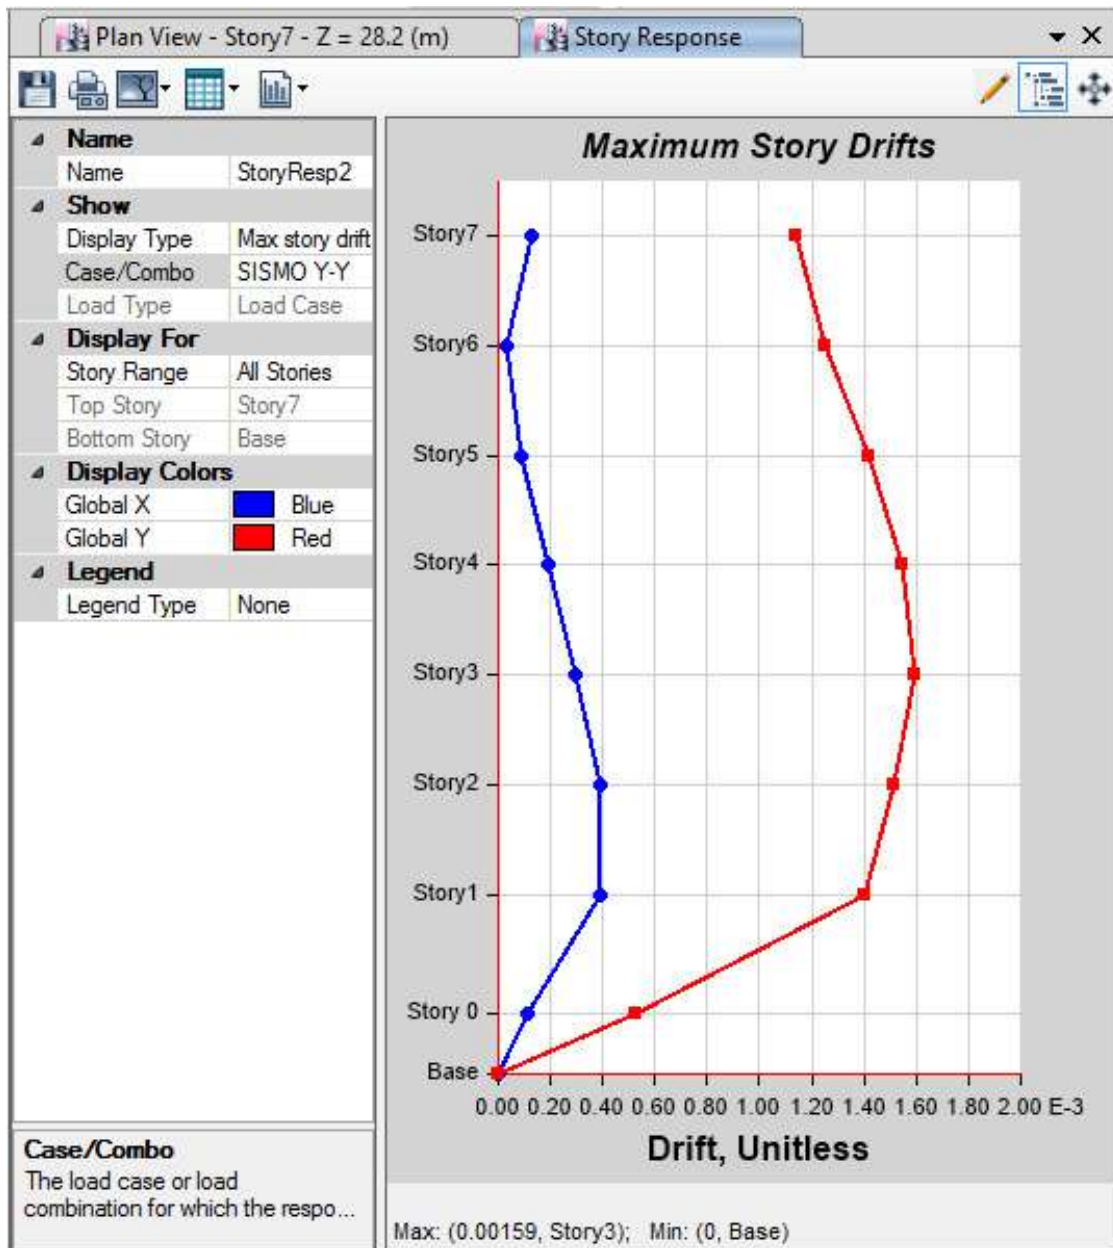 Plan View - Story7 - Z = 28.2 (m)
Story Response
Name
Name StoryResp2
Show
Display Type Max story drift
Case/Combo SISMO Y-Y
Load Type Load Case
Display For
Story Range All Stories
Top Story Story7
Bottom Story Base
Display Colors
Global X Blue
Global Y Red
Legend
Legend Type None
Case/Combo
The load case or load
combination for which the respo...
Maximum Story Drifts
Story7
Story6
Story5
Story4
Story3
Story2
Story1
Story 0
Base
0.00 0.20 0.40 0.60 0.80 1.00 1.20 1.40 1.60 1.80 2.00 E-3
Drift, Unitless
Max: (0.00159, Story3); Min: (0, Base)